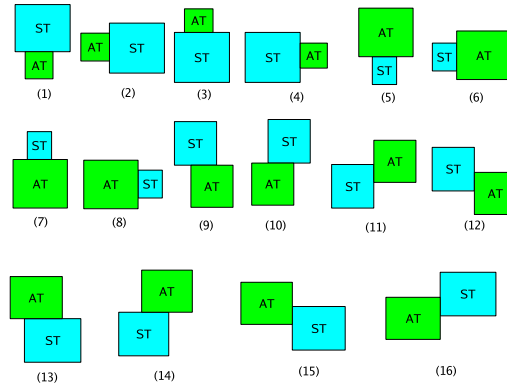 ST AT
(1)
AT ST
(2)
AT ST
(3)
ST AT
(4)
AT ST
(5)
ST AT
(6)
ST AT
(7)
AT ST
(8)
ST AT
(9)
ST AT
(10)
AT ST
(11)
ST AT
(12)
AT ST
(13)
AT ST
(14)
AT ST
(15)
ST AT
(16)